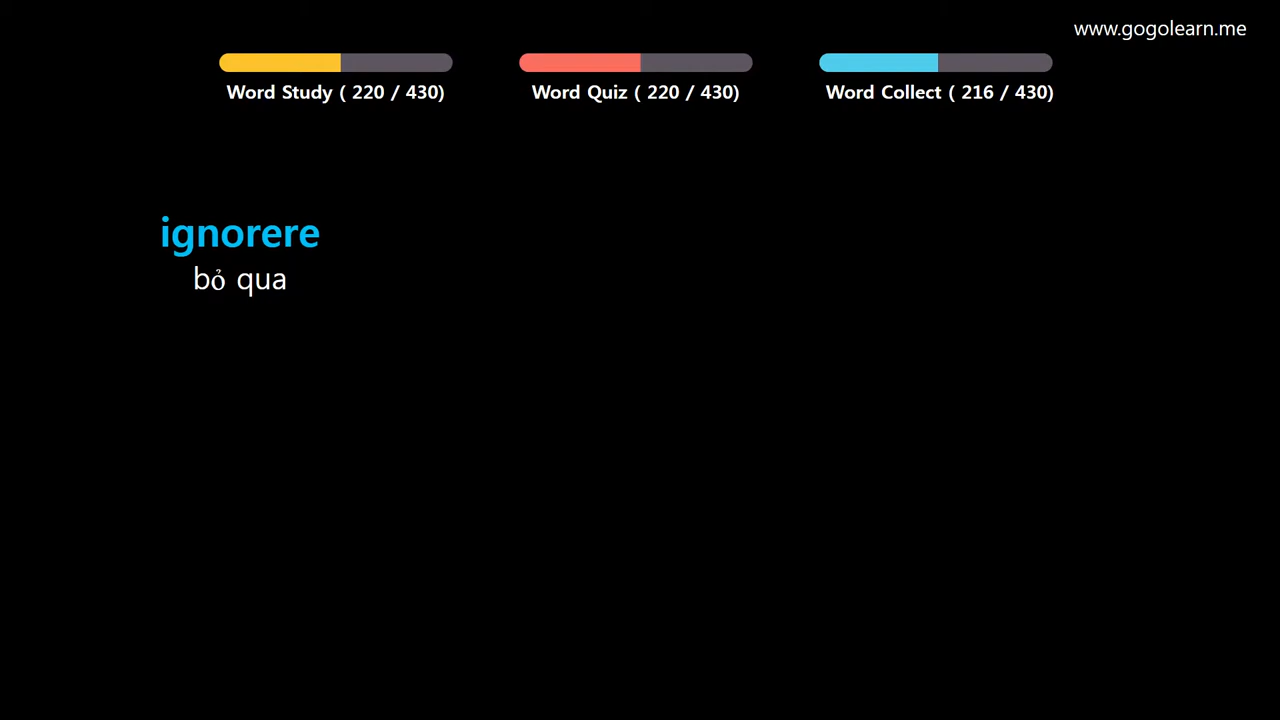 www.gogolearn.me
Word Study ( 220 / 430)
Word Quiz ( 220 / 430)
Word Collect ( 216 / 430)
ignorere
bỏ qua